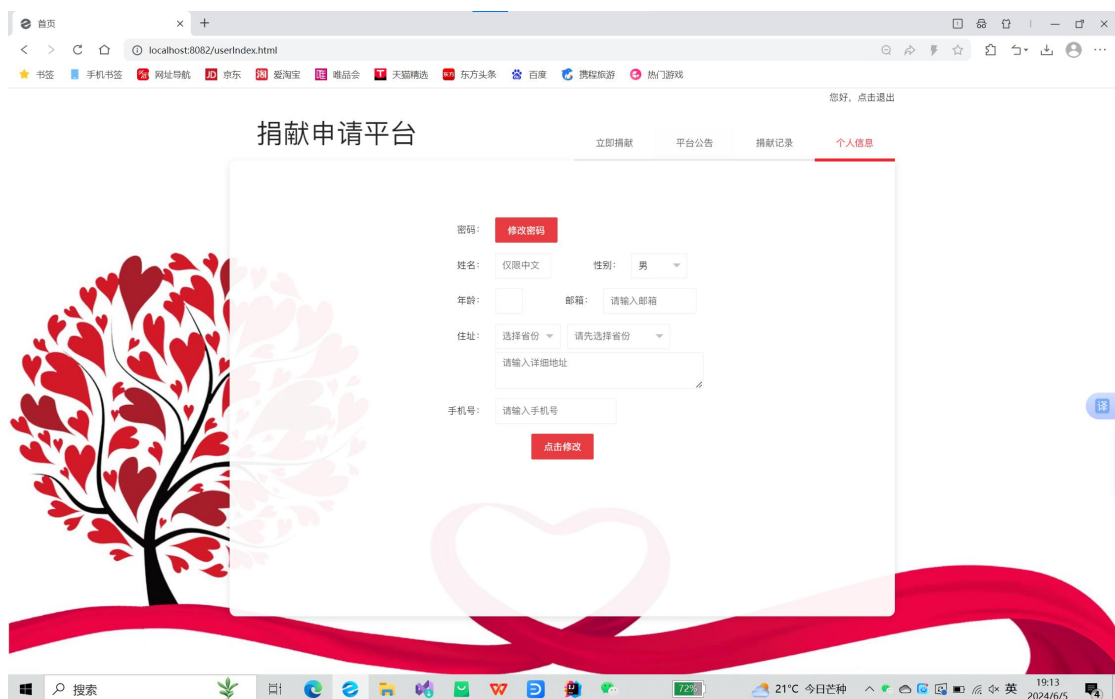 首页
localhost:8082/userIndex.html
书签 手机书签 网址导航 JD 京东 淘 爱淘宝 唯品会 天猫精选 东方 东方头条 百度 携程旅游 热门游戏
您好，点击退出
捐献申请平台
立即捐献 平台公告 捐献记录 个人信息
密码： 修改密码
姓名： 仅限中文 性别： 男
年龄： 邮箱： 请输入邮箱
住址： 选择省份 请先选择省份
请输入详细地址
译
手机号： 请输入手机号
点击修改
搜索 72% 21°C 今日芒种 英 19:13
2024/6/5 4